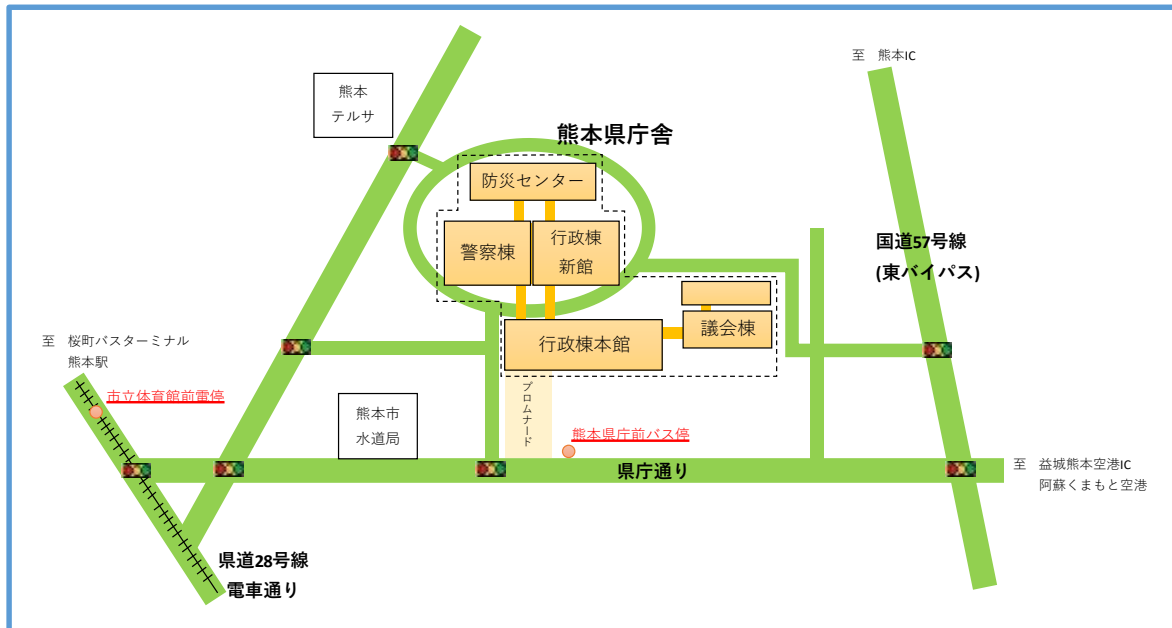 至 熊本IC
熊本
テルサ
熊本県庁舎
防災センター
警察棟
行政棟
新館
国道57号線
(東バイパス)
行政棟本館
議会棟
至 桜町バスターミナル
熊本駅
市立体育館前電停
熊本市
水道局
プロムナード
熊本県庁前バス停
県庁通り
至 益城熊本空港IC
阿蘇くまもと空港
県道28号線
電車通り